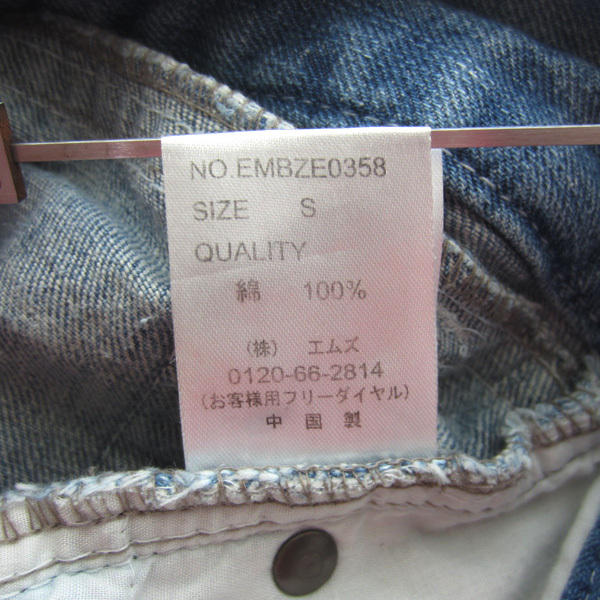 NO.EMBZE0358
SIZE S
QUALITY
綿 100%
(株) エムズ
0120-66-2814
(お客様用フリーダイヤル)
中国製